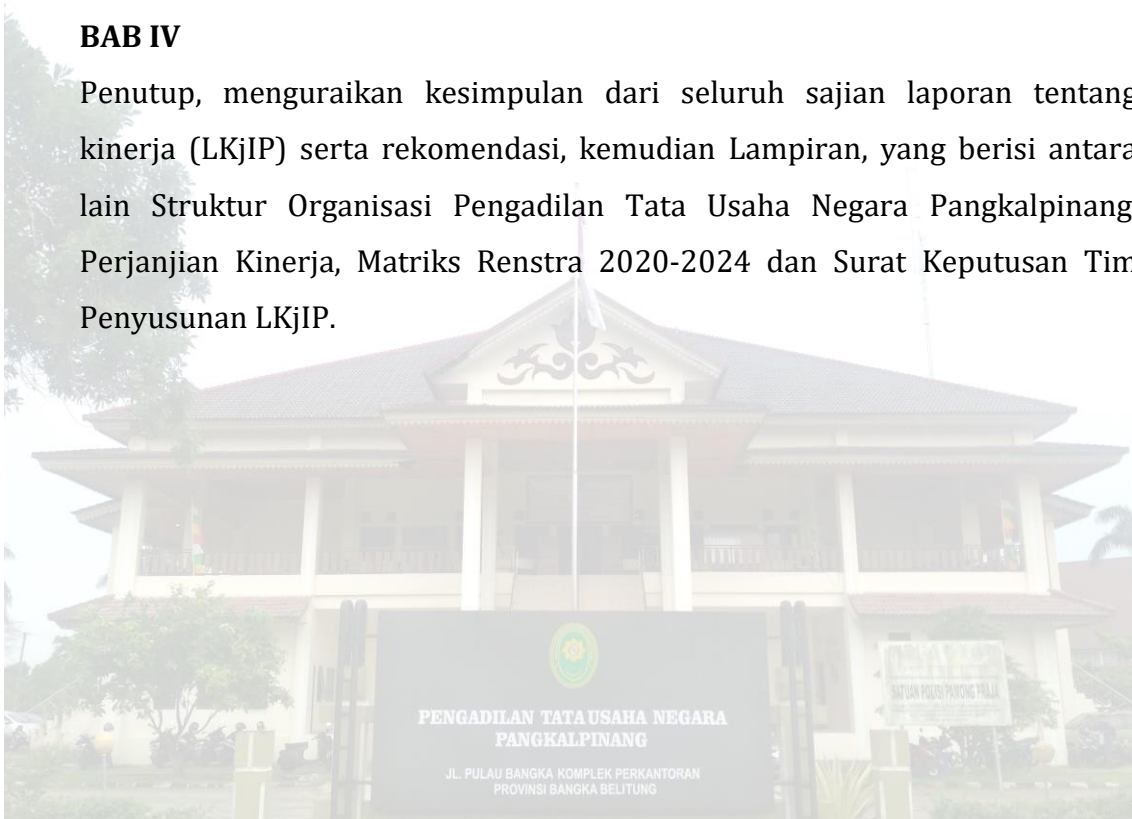 BAB IV
Penutup, menguraikan kesimpulan dari seluruh sajian laporan tentang
kinerja (LKjIP) serta rekomendasi, kemudian Lampiran, yang berisi antara
lain Struktur Organisasi Pengadilan Tata Usaha Negara Pangkalpinang
Perjanjian Kinerja, Matriks Renstra 2020-2024 dan Surat Keputusan Tim
Penyusunan LKjIP.
PENGADILAN TATA USAHA NEGARA
PANGKALPINANG
JL. PULAU BANGKA KOMPLEK PERKANTORAN
PROVINSI BANGKA BELITUNG
SATUAN POLISI PAMONG PRAJA